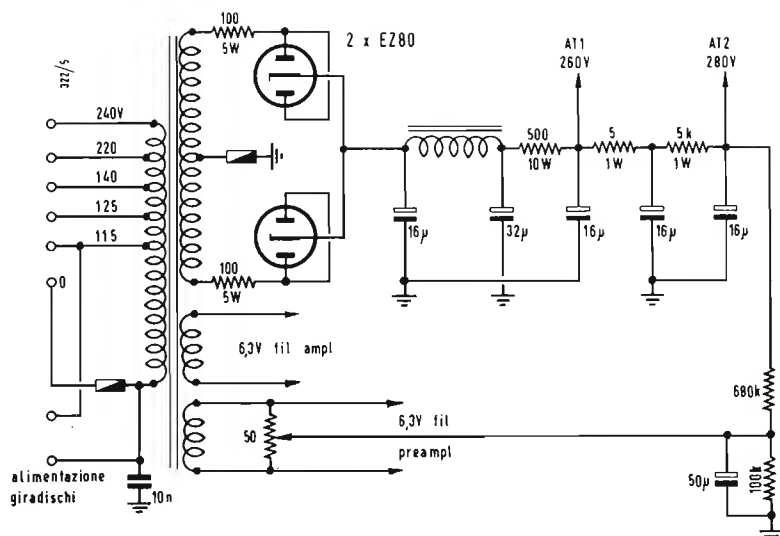 322/5
240V
220
140
125
115
0
alimentazione
giradischi
10n
100
5W
2 x EZ80
100
5W
6,3V fil ampl
50
6,3V fil
preampl
500
10W
AT1
260V
5
1W
5k
1W
AT2
280V
16µ
32µ
16µ
16µ
16µ
680k
50µ
100k